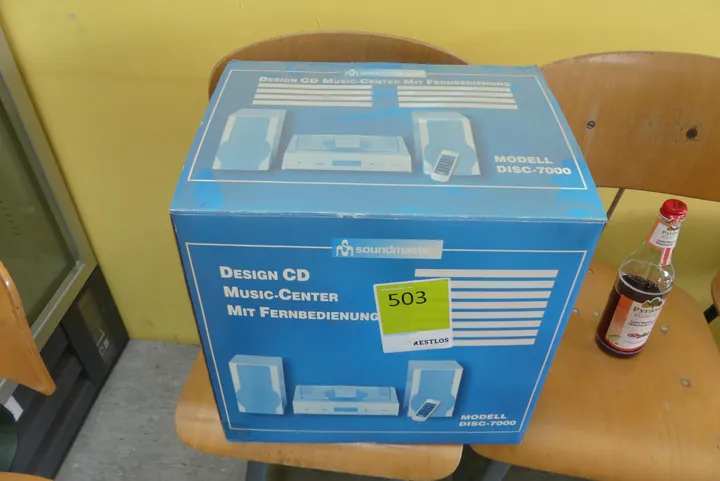 DESIGN CD MUSIC-CENTER MIT FERNBEDIENUNG
MODELL
DISC-7000
soundmaster
DESIGN CD
MUSIC-CENTER
MIT FERNBEDIENUNG
503
AESTLOS
MODELL
DISC-7000